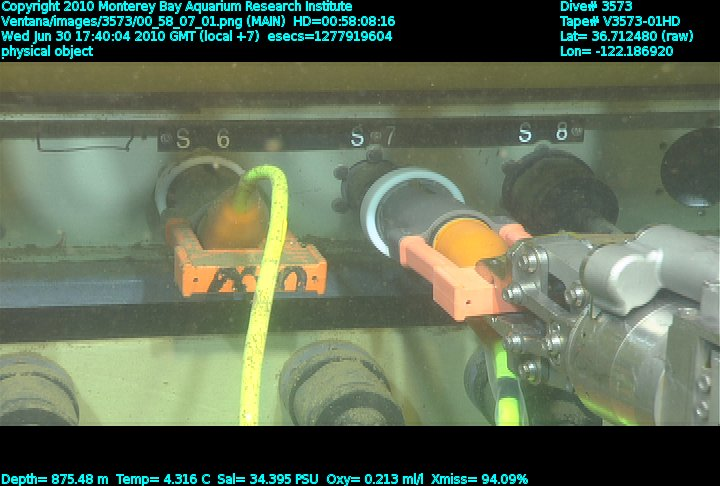 Copyright 2010 Monterey Bay Aquarium Research Institute
Ventana/images/3573/00_58_07_01.png (MAIN) HD=00:58:08:16
Wed Jun 30 17:40:04 2010 GMT (local +7) esecs=1277919604
physical object
Dive# 3573
Tape# V3573-01HD
Lat= 36.712480 (raw)
Lon= -122.186920
S 6
S 7
S 8
Depth= 875.48 m Temp= 4.316 C Sal= 34.395 PSU Oxy= 0.213 ml/l Xmiss= 94.09%